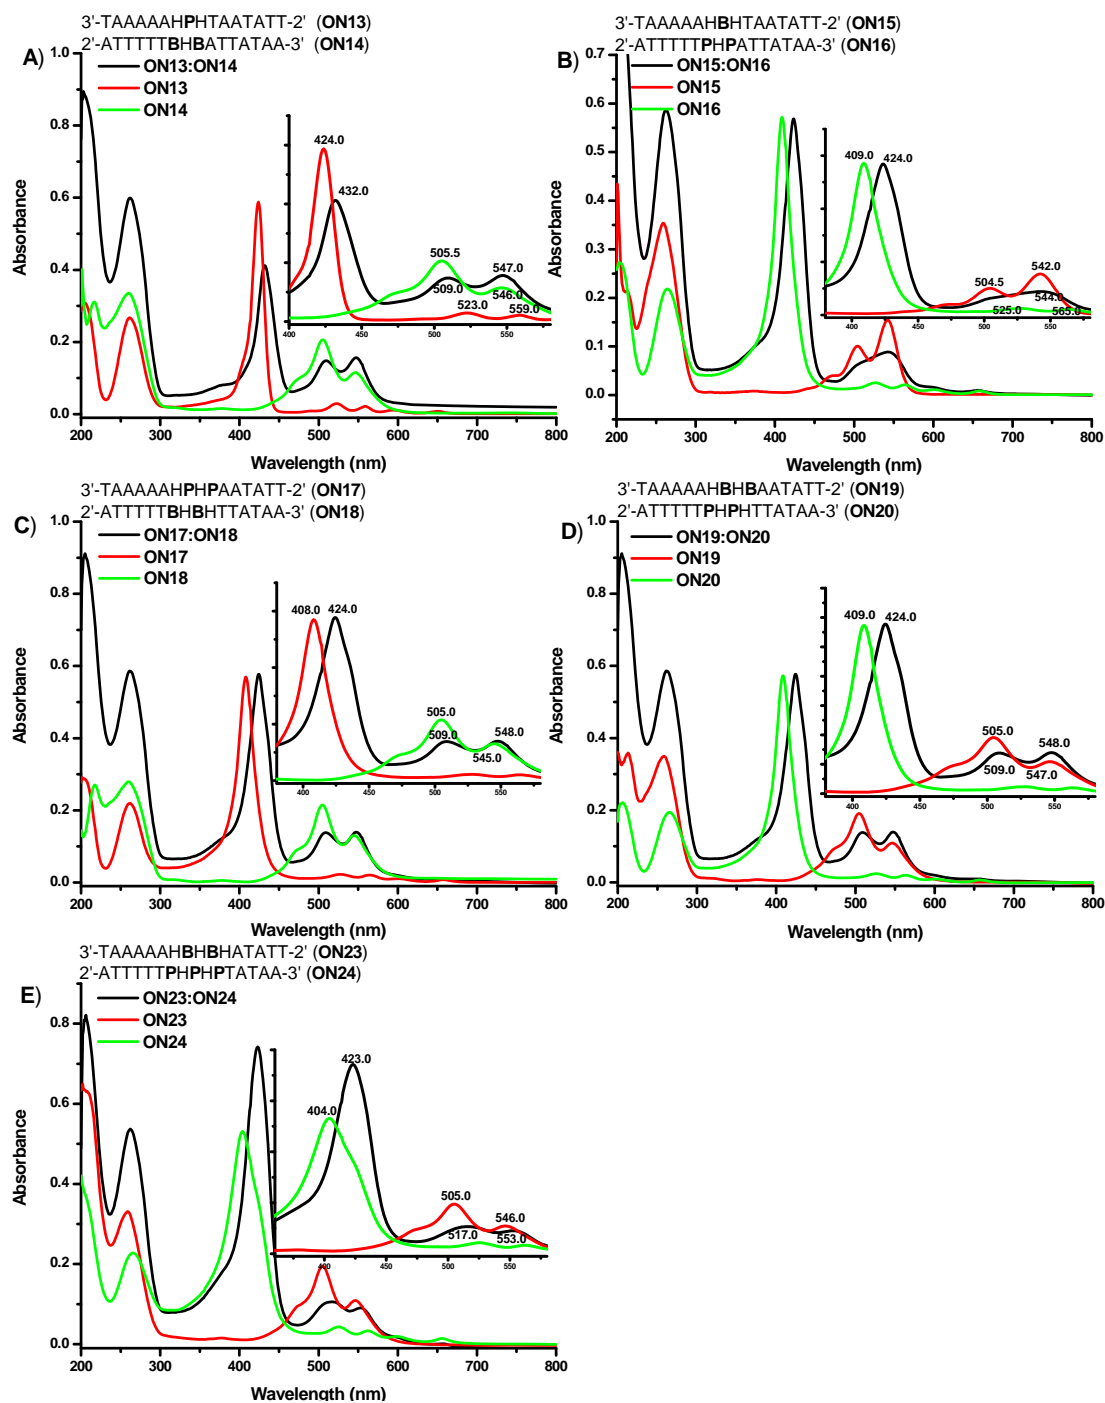 3'-TAAAAAHPHTAATATT-2' (ON13)
2'-ATTTTTBHBATTATAA-3' (ON14)
A)
ON13:ON14
ON13
ON14
1.0
0.8
0.6
0.4
0.2
0.0
Absorbance
200 300 400 500 600 700 800
Wavelength (nm)
424.0
432.0
505.5
509.0
547.0
546.0
523.0
559.0
400 450 500 550
3'-TAAAAAHBHTAATATT-2' (ON15)
2'-ATTTTTPHPATTATAA-3' (ON16)
B)
ON15:ON16
ON15
ON16
0.7
0.6
0.5
0.4
0.3
0.2
0.1
0.0
Absorbance
200 300 400 500 600 700 800
Wavelength (nm)
409.0
424.0
504.5
542.0
544.0
525.0
565.0
400 450 500 550
3'-TAAAAAHPHPAATATT-2' (ON17)
2'-ATTTTTBHBHTTATAA-3' (ON18)
C)
ON17:ON18
ON17
ON18
1.0
0.8
0.6
0.4
0.2
0.0
Absorbance
200 300 400 500 600 700 800
Wavelength (nm)
408.0
424.0
505.0
509.0
548.0
545.0
400 450 500 550
3'-TAAAAAHBHBAATATT-2' (ON19)
2'-ATTTTTPHPHTTATAA-3' (ON20)
D)
ON19:ON20
ON19
ON20
1.0
0.8
0.6
0.4
0.2
0.0
Absorbance
200 300 400 500 600 700 800
Wavelength (nm)
409.0
424.0
505.0
509.0
548.0
547.0
400 450 500 550
3'-TAAAAAHBHBHATATT-2' (ON23)
2'-ATTTTTPHPHPTATAA-3' (ON24)
E)
ON23:ON24
ON23
ON24
0.8
0.6
0.4
0.2
0.0
Absorbance
200 300 400 500 600 700 800
Wavelength (nm)
423.0
404.0
505.0
517.0
546.0
553.0
400 450 500 550